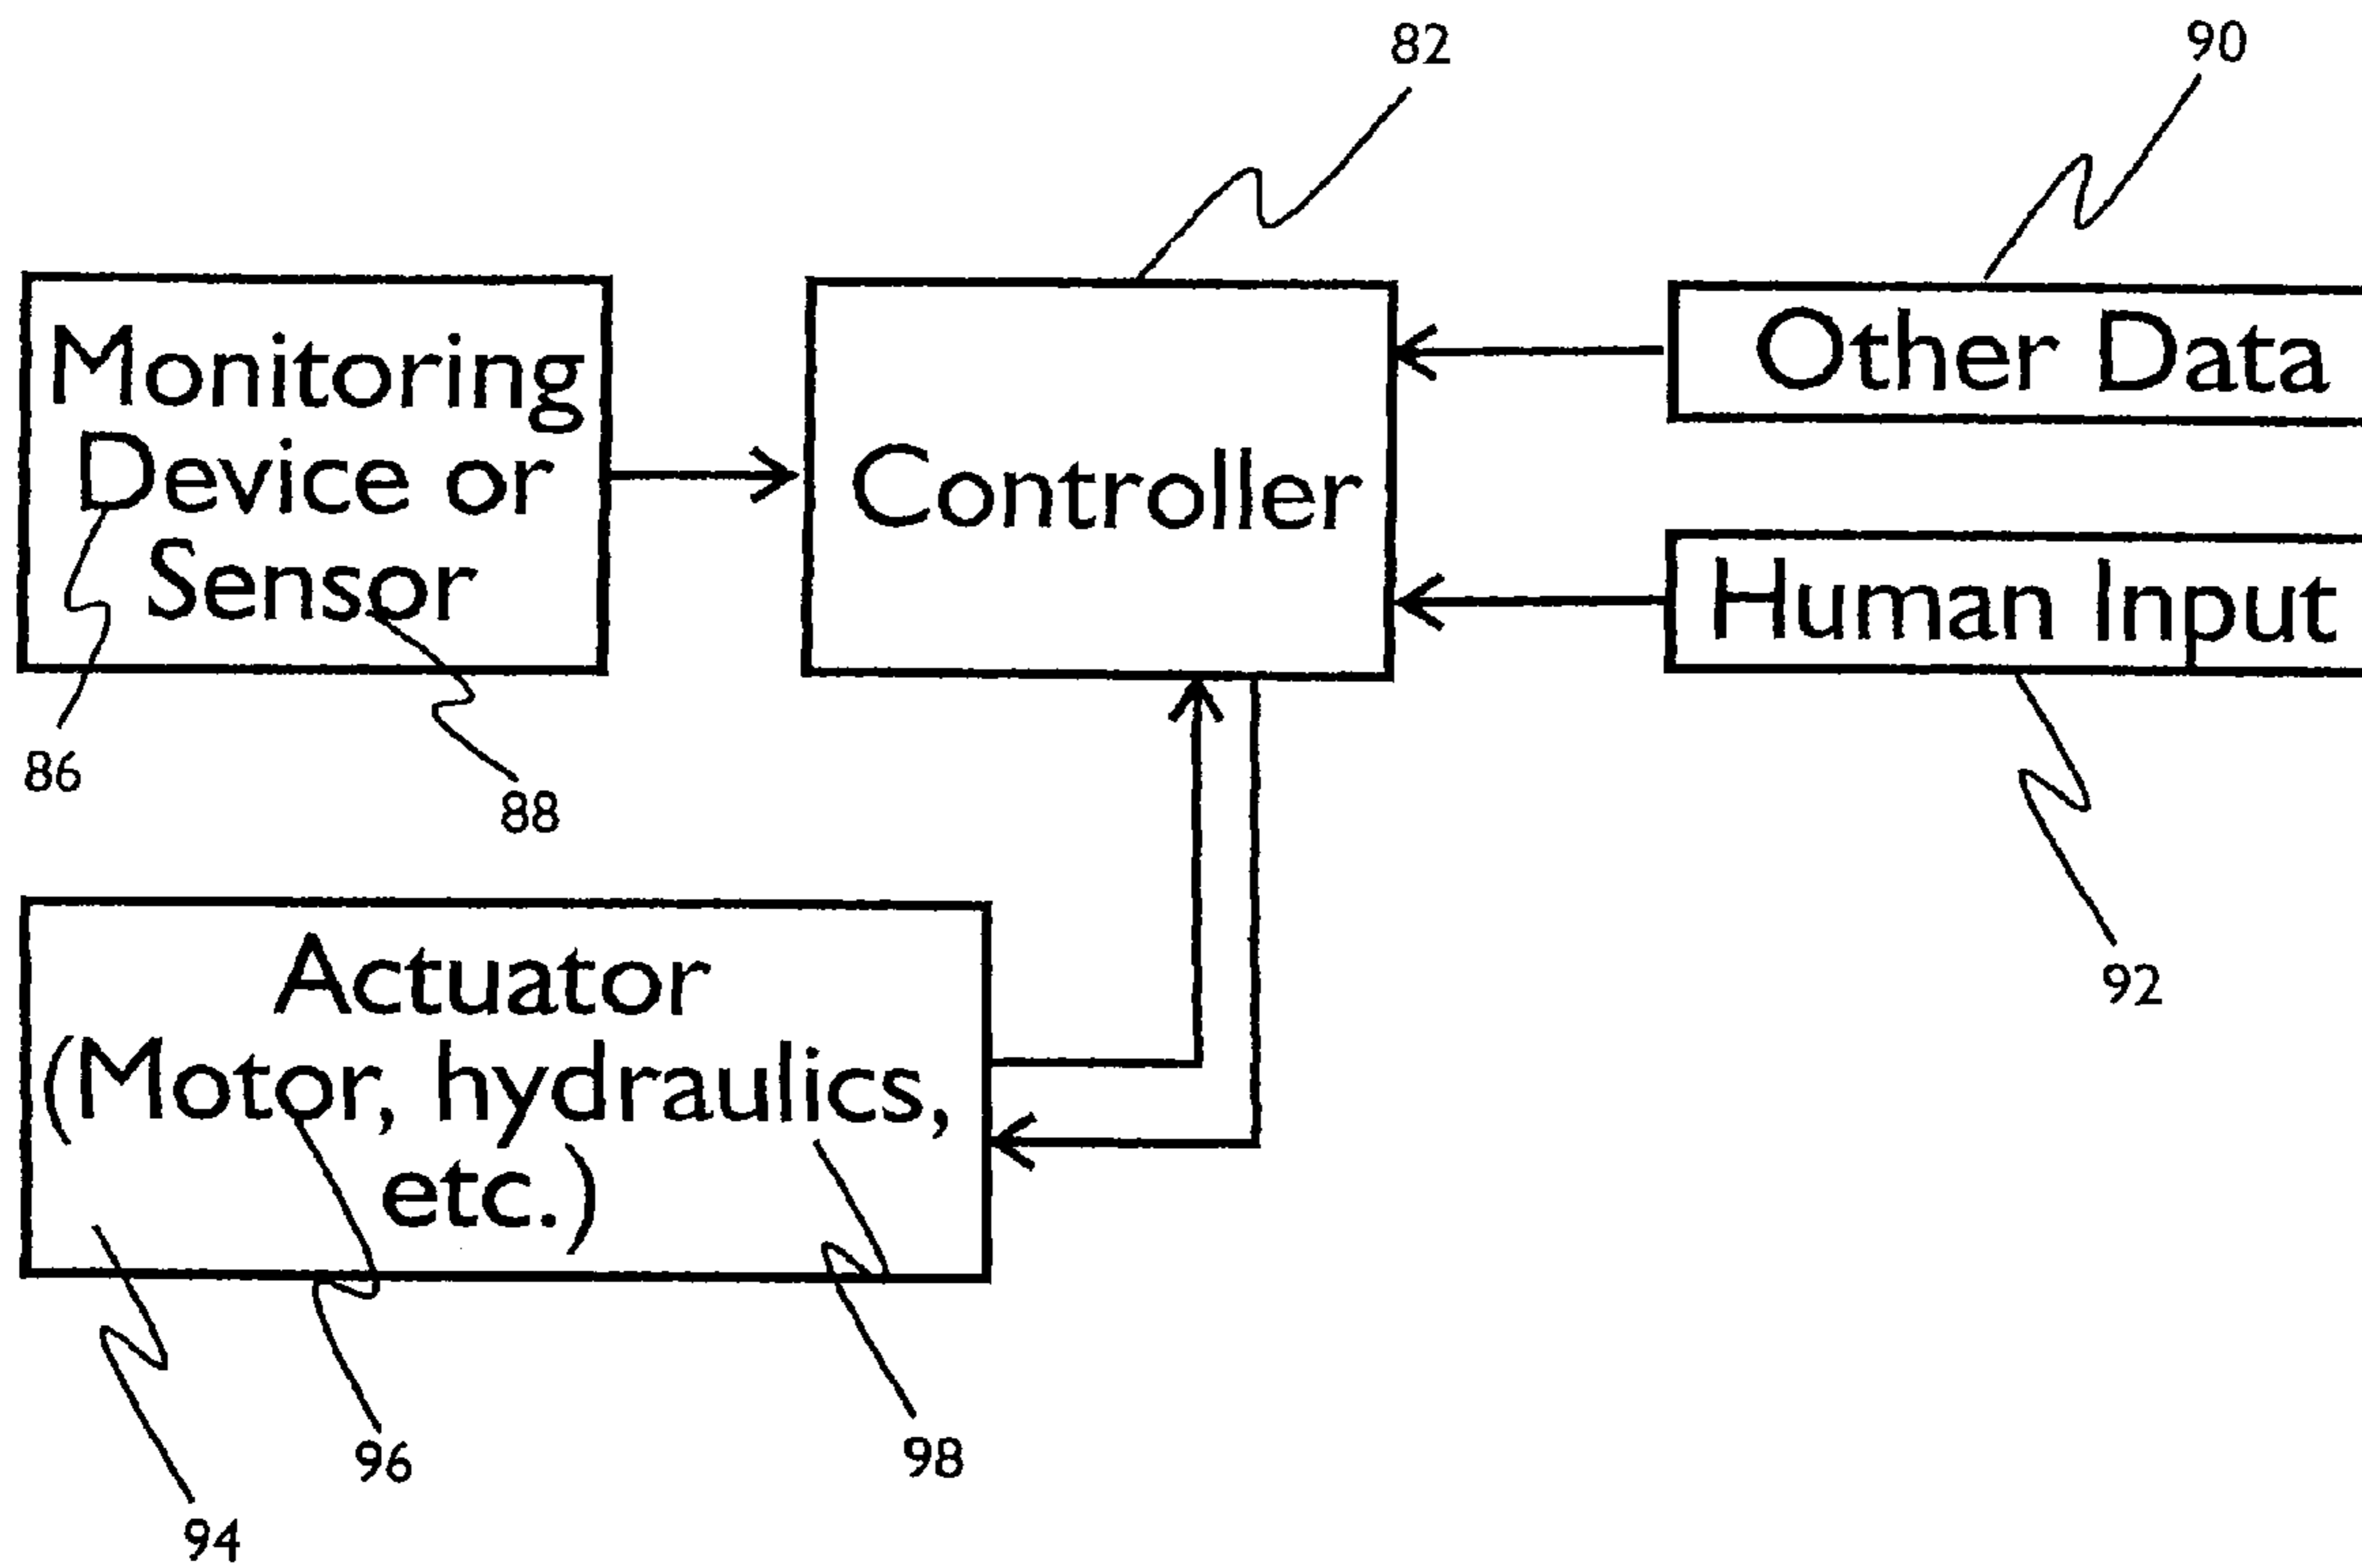 82
90
Monitoring
Device or
Sensor
Controller
Other Data
Human Input
86
88
92
Actuator
(Motor, hydraulics,
etc.)
96
98
94